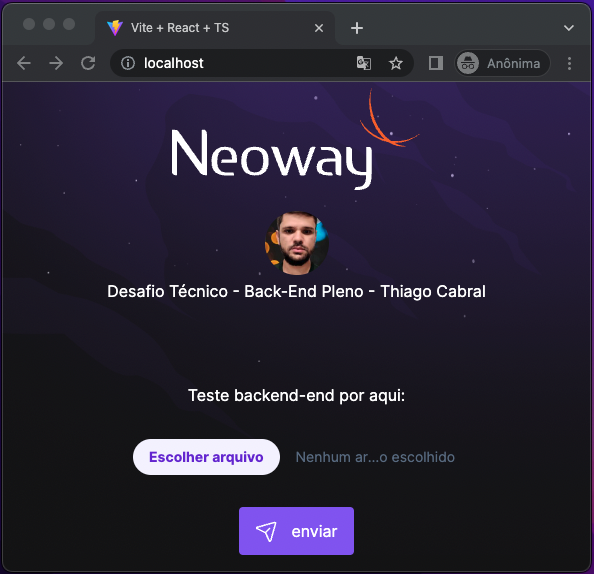 Vite + React + TS
localhost
Anônima
Neoway
Desafio Técnico - Back-End Pleno - Thiago Cabral
Teste backend-end por aqui:
Escolher arquivo Nenhum ar...o escolhido
enviar